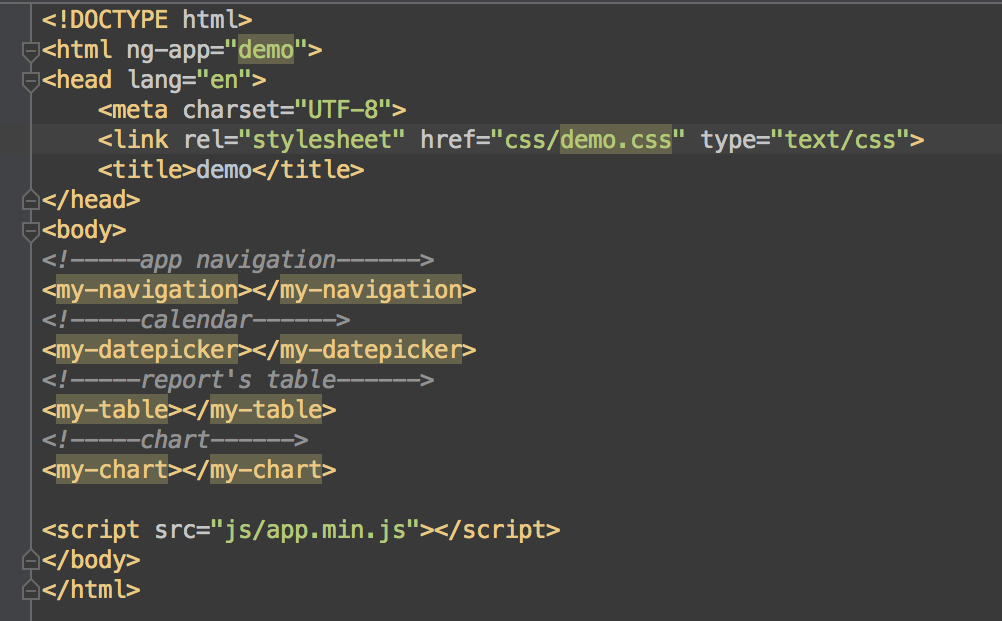 <!DOCTYPE html>
<html ng-app="demo">
<head lang="en">
    <meta charset="UTF-8">
    <link rel="stylesheet" href="css/demo.css" type="text/css">
    <title>demo</title>
</head>
<body>
<!-----app navigation------>
<my-navigation></my-navigation>
<!-----calendar------>
<my-datepicker></my-datepicker>
<!-----report's table------>
<my-table></my-table>
<!-----chart------>
<my-chart></my-chart>

<script src="js/app.min.js"></script>
</body>
</html>